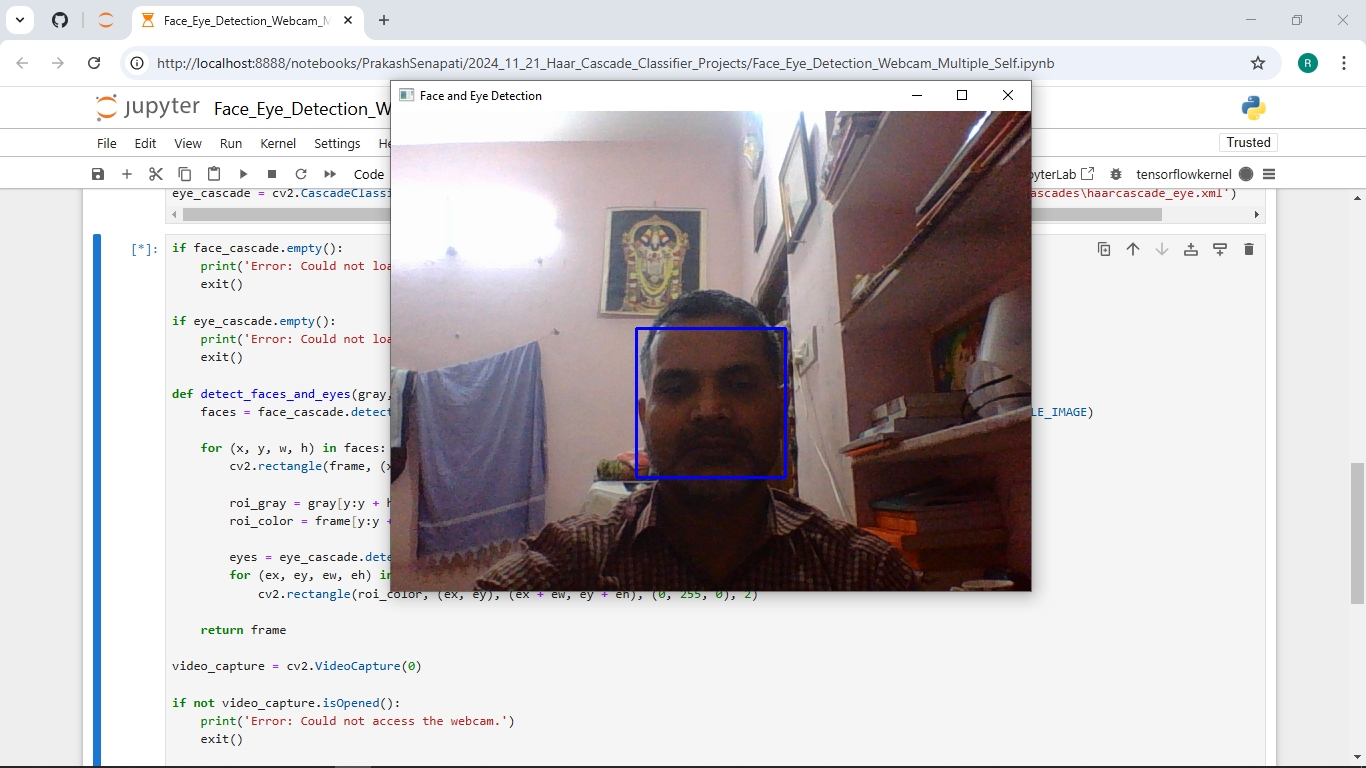 Face_Eye_Detection_Webcam_M
http://localhost:8888/notebooks/PrakashSenapati/2024_11_21_Haar_Cascade_Classifier_Projects/Face_Eye_Detection_Webcam_Multiple_Self.ipynb
R
Face and Eye Detection
jupyter Face_Eye_Detection_W
File Edit View Run Kernel Settings He
Trusted
Code
yterLab
tensorflowkernel
eye_cascade = cv2.CascadeClassi
ascades\haarcascade_eye.xml')
[*]:
if face_cascade.empty():
print('Error: Could not loa
exit()
if eye_cascade.empty():
print('Error: Could not loa
exit()
def detect_faces_and_eyes(gray,
faces = face_cascade.detect
LE_IMAGE)
for (x, y, w, h) in faces:
cv2.rectangle(frame, (x
roi_gray = gray[y:y + h
roi_color = frame[y:y +
eyes = eye_cascade.dete
for (ex, ey, ew, eh) in
cv2.rectangle(roi_color, (ex, ey), (ex + ew, ey + eh), (0, 255, 0), 2)
return frame
video_capture = cv2.VideoCapture(0)
if not video_capture.isOpened():
print('Error: Could not access the webcam.')
exit()